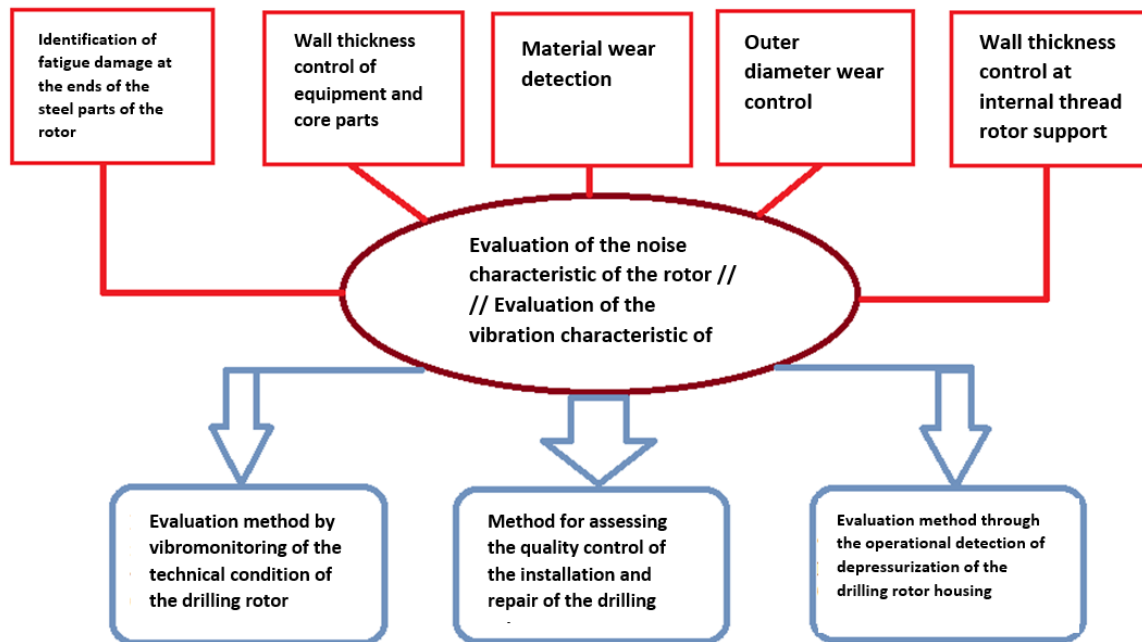 Identification of
fatigue damage at
the ends of the
steel parts of the
rotor
Wall thickness
control of
equipment and
core parts
Material wear
detection
Outer
diameter wear
control
Wall thickness
control at
internal thread
rotor support
Evaluation of the noise
characteristic of the rotor //
// Evaluation of the
vibration characteristic of
Evaluation method by
vibromonitoring of the
technical condition of
the drilling rotor
Method for assessing
the quality control of
the installation and
repair of the drilling
Evaluation method through
the operational detection of
depressurization of the
drilling rotor housing